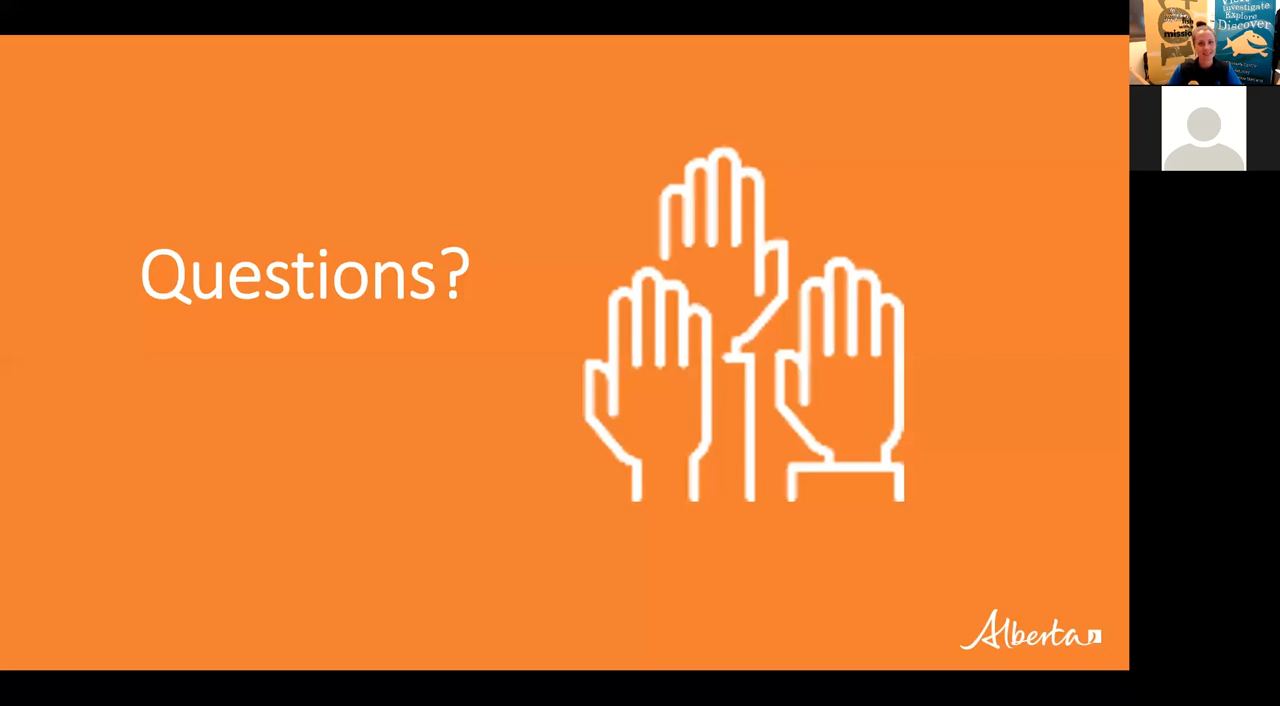 Questions?
Alberta
Investigate
Explore
Discover